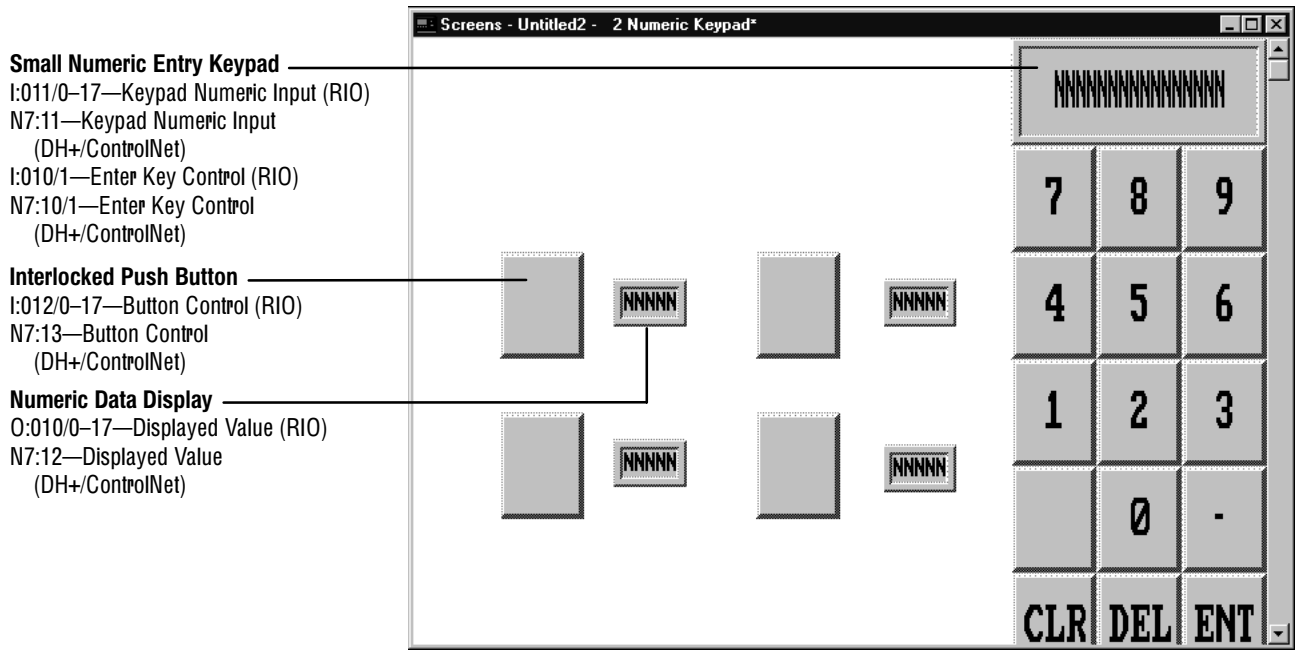 Screens - Untitled2 - 2 Numeric Keypad*
Small Numeric Entry Keypad
I:011/0–17—Keypad Numeric Input (RIO)
N7:11—Keypad Numeric Input
(DH+/ControlNet)
I:010/1—Enter Key Control (RIO)
N7:10/1—Enter Key Control
(DH+/ControlNet)
Interlocked Push Button
I:012/0–17—Button Control (RIO)
N7:13—Button Control
(DH+/ControlNet)
Numeric Data Display
O:010/0–17—Displayed Value (RIO)
N7:12—Displayed Value
(DH+/ControlNet)
NNNNN NNNNN
NNNNN NNNNN
NNNNNNNNNNNNNNN
7 8 9
4 5 6
1 2 3
0 -
CLR DEL ENT